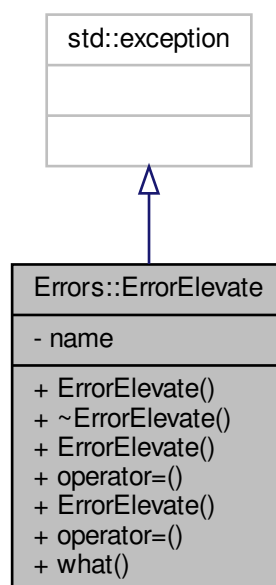 std::exception
Errors::ErrorElevate
- name
+ ErrorElevate()
+ ~ErrorElevate()
+ ErrorElevate()
+ operator=()
+ ErrorElevate()
+ operator=()
+ what()